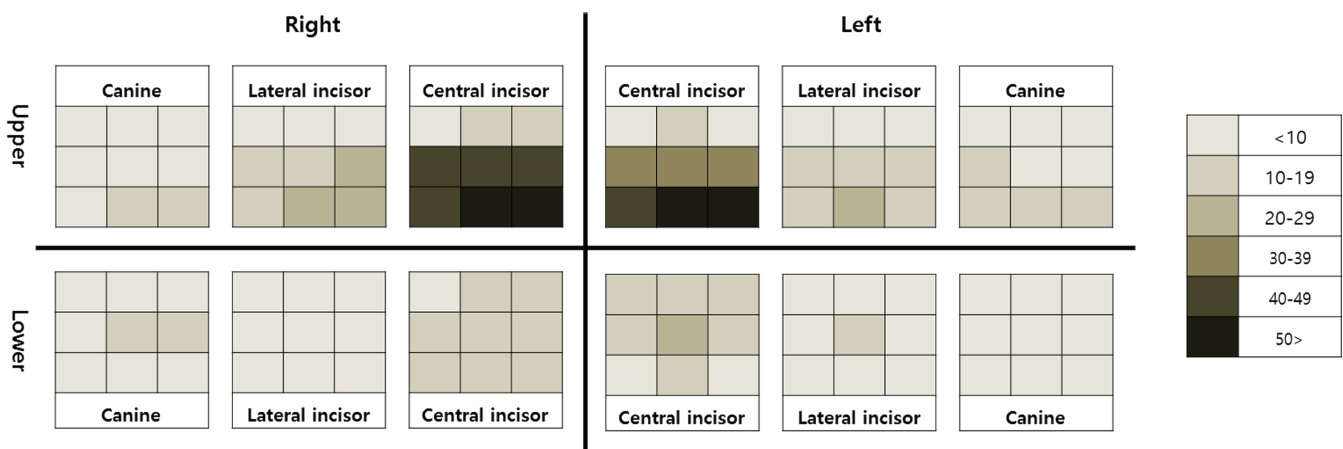 Right Left
Upper
Canine Lateral incisor Central incisor Central incisor Lateral incisor Canine
Lower
Canine Lateral incisor Central incisor Central incisor Lateral incisor Canine
<10
10-19
20-29
30-39
40-49
50>